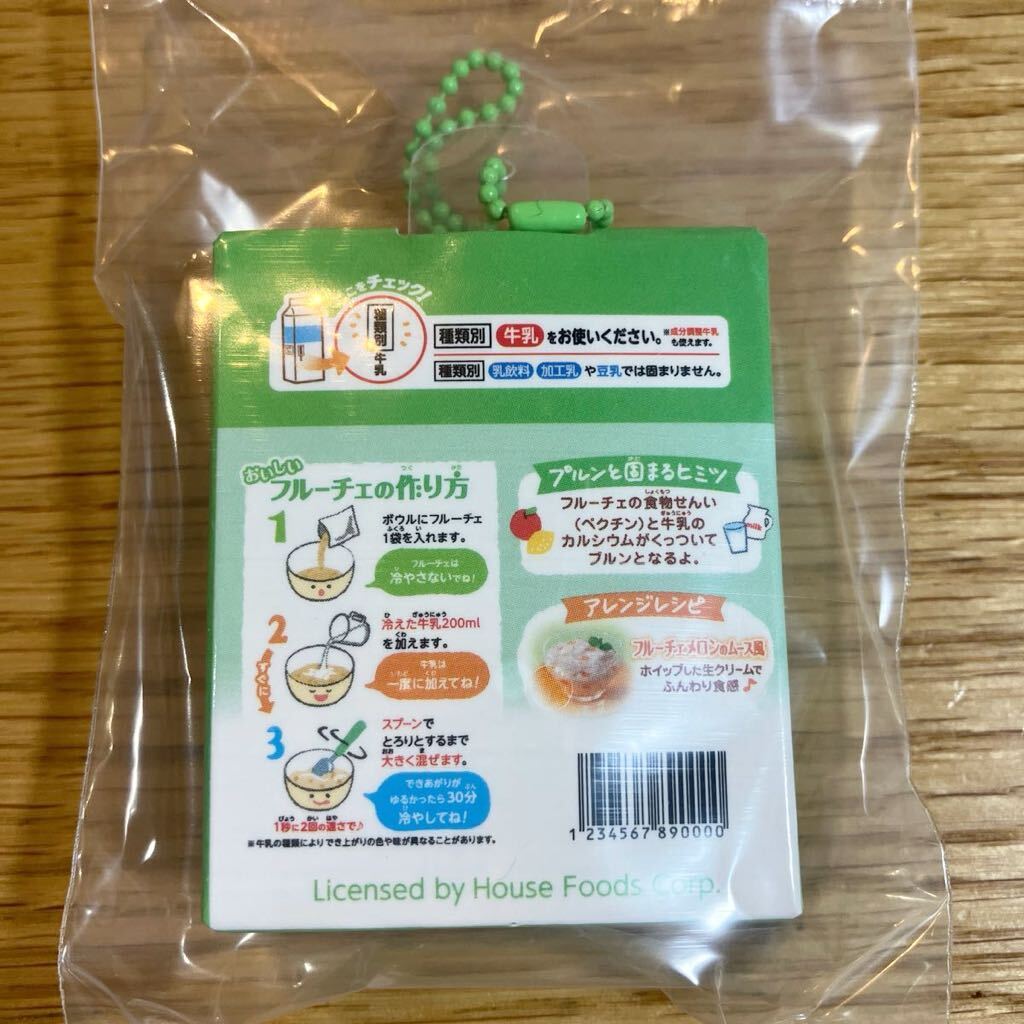 こをチェック!
種類別 牛乳
種類別 牛乳 をお使いください。 ※成分調整牛乳も使えます。
種類別 乳飲料 加工乳 や豆乳では固まりません。
おいしい
フルーチェの作り方
1
ボウルにフルーチェ
1袋を入れます。
フルーチェは
冷やさないでね!
2
冷えた牛乳200ml
を加えます。
牛乳は
一度に加えてね!
すぐに
3
スプーンで
とろりとするまで
大きく混ぜます。
できあがりが
ゆるかったら30分
冷やしてね!
1秒に2回の速さで♪
※牛乳の種類によりでき上がりの色や味が異なることがあります。
プルンと固まるヒミツ
フルーチェの食物せんい
(ペクチン)と牛乳の
カルシウムがくっついて
プルンとなるよ。
milk
アレンジレシピ
フルーチェメロンのムース風
ホイップした生クリームで
ふんわり食感♪
1 234567 890000
Licensed by House Foods Corp.